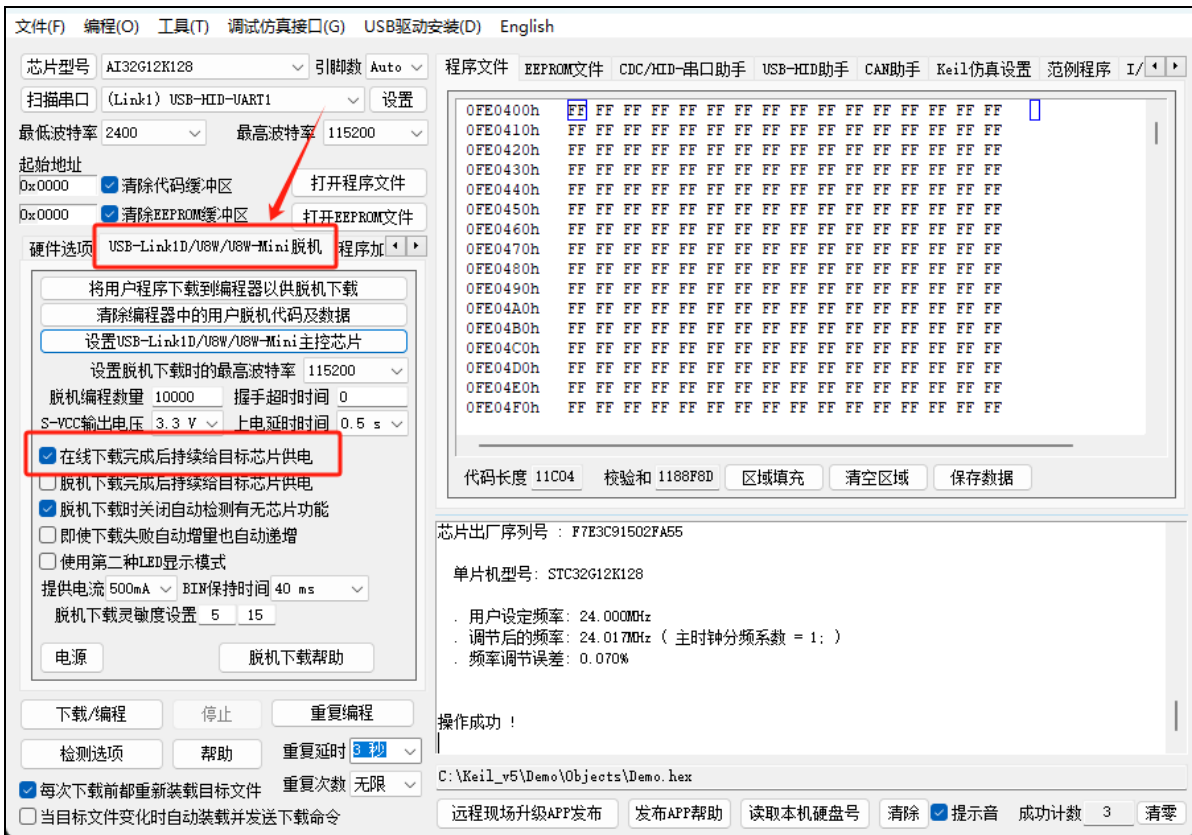 文件(F) 编程(O) 工具(T) 调试仿真接口(G) USB驱动安装(D) English
芯片型号 AI32G12K128 引脚数 Auto
扫描串口 (Link1) USB-HID-UART1 设置
最低波特率 2400 最高波特率 115200
起始地址
0x0000 清除代码缓冲区 打开程序文件
0x0000 清除EEPROM缓冲区 打开EEPROM文件
硬件选项 USB-Link1D/U8W/U8W-Mini脱机 程序加
将用户程序下载到编程器以供脱机下载
清除编程器中的用户脱机代码及数据
设置USB-Link1D/U8W/U8W-Mini主控芯片
设置脱机下载时的最高波特率 115200
脱机编程数量 10000 握手超时时间 0
S-VCC输出电压 3.3 V 上电延时时间 0.5 s
在线下载完成后持续给目标芯片供电
脱机下载完成后持续给目标芯片供电
脱机下载时关闭自动检测有无芯片功能
即使下载失败自动增量也自动递增
使用第二种LED显示模式
提供电流 500mA BIN保持时间 40 ms
脱机下载灵敏度设置 5 15
电源 脱机下载帮助
下载/编程 停止 重复编程
检测选项 帮助 重复延时 3 秒
每次下载前都重新装载目标文件 重复次数 无限
当目标文件变化时自动装载并发送下载命令
程序文件 EEPROM文件 CDC/HID-串口助手 USB-HID助手 CAN助手 Keil仿真设置 范例程序 I/
0FE0400h FF FF FF FF FF FF FF FF FF FF FF FF FF FF FF FF
0FE0410h FF FF FF FF FF FF FF FF FF FF FF FF FF FF FF FF
0FE0420h FF FF FF FF FF FF FF FF FF FF FF FF FF FF FF FF
0FE0430h FF FF FF FF FF FF FF FF FF FF FF FF FF FF FF FF
0FE0440h FF FF FF FF FF FF FF FF FF FF FF FF FF FF FF FF
0FE0450h FF FF FF FF FF FF FF FF FF FF FF FF FF FF FF FF
0FE0460h FF FF FF FF FF FF FF FF FF FF FF FF FF FF FF FF
0FE0470h FF FF FF FF FF FF FF FF FF FF FF FF FF FF FF FF
0FE0480h FF FF FF FF FF FF FF FF FF FF FF FF FF FF FF FF
0FE0490h FF FF FF FF FF FF FF FF FF FF FF FF FF FF FF FF
0FE04A0h FF FF FF FF FF FF FF FF FF FF FF FF FF FF FF FF
0FE04B0h FF FF FF FF FF FF FF FF FF FF FF FF FF FF FF FF
0FE04C0h FF FF FF FF FF FF FF FF FF FF FF FF FF FF FF FF
0FE04D0h FF FF FF FF FF FF FF FF FF FF FF FF FF FF FF FF
0FE04E0h FF FF FF FF FF FF FF FF FF FF FF FF FF FF FF FF
0FE04F0h FF FF FF FF FF FF FF FF FF FF FF FF FF FF FF FF
代码长度 11C04 校验和 1188F8D 区域填充 清空区域 保存数据
芯片出厂序列号 : F7E3C91502FA55
单片机型号: STC32G12K128
. 用户设定频率: 24.000MHz
. 调节后的频率: 24.017MHz ( 主时钟分频系数 = 1; )
. 频率调节误差: 0.070%
操作成功 !
C:\Keil_v5\Demo\Objects\Demo.hex
远程现场升级APP发布 发布APP帮助 读取本机硬盘号 清除 提示音 成功计数 3 清零